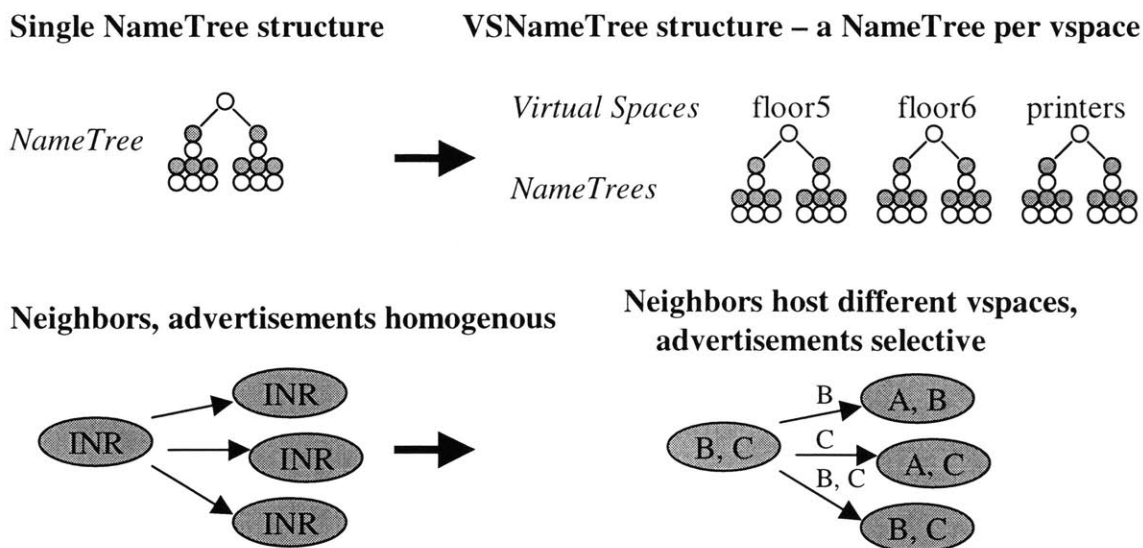 Single NameTree structure
VSNameTree structure – a NameTree per vspace
Virtual Spaces
floor5
floor6
printers
NameTree
NameTrees
Neighbors, advertisements homogenous
Neighbors host different vspaces,
advertisements selective
INR
INR
INR
INR
B, C
B
C
B, C
A, B
A, C
B, C